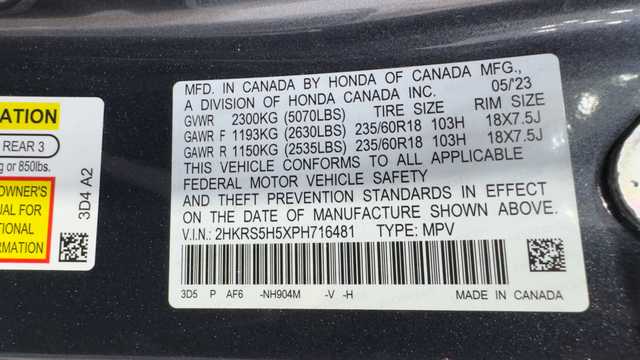 ATION
REAR 3
g or 850lbs.
OWNER'S
UAL FOR
TIONAL
RMATION
3D4 A2
MFD. IN CANADA BY HONDA OF CANADA MFG.,
A DIVISION OF HONDA CANADA INC. 05/'23
GVWR 2300KG (5070LBS) TIRE SIZE RIM SIZE
GAWR F 1193KG (2630LBS) 235/60R18 103H 18X7.5J
GAWR R 1150KG (2535LBS) 235/60R18 103H 18X7.5J
THIS VEHICLE CONFORMS TO ALL APPLICABLE
FEDERAL MOTOR VEHICLE SAFETY
AND THEFT PREVENTION STANDARDS IN EFFECT
ON THE DATE OF MANUFACTURE SHOWN ABOVE.
V.I.N.: 2HKRS5H5XPH716481 TYPE: MPV
3D5 P AF6 -NH904M -V -H MADE IN CANADA